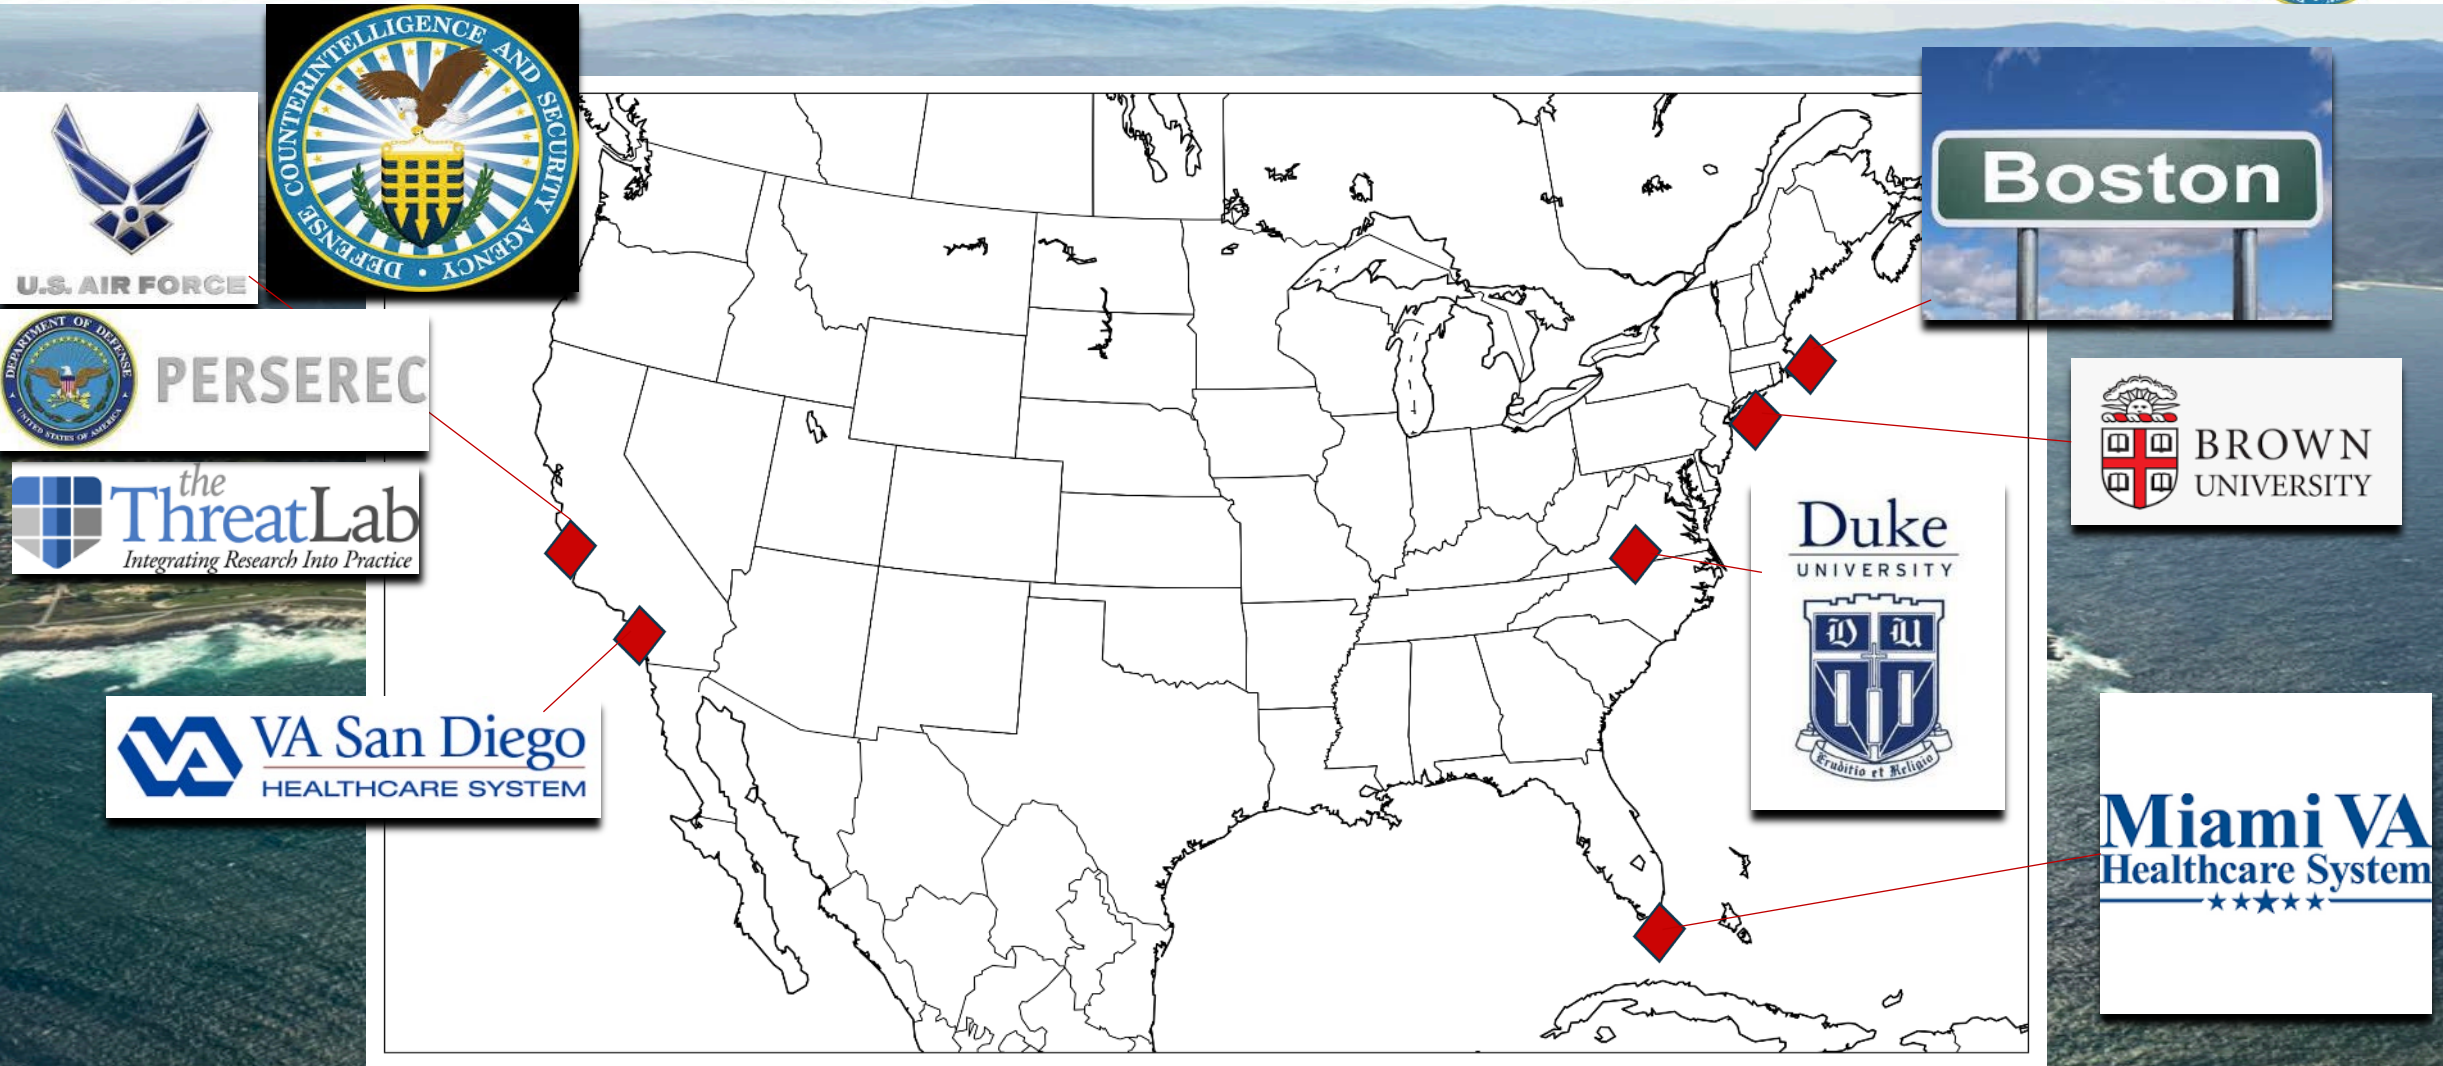 DEFENSE COUNTERINTELLIGENCE AND SECURITY AGENCY
U.S. AIR FORCE
DEPARTMENT OF DEFENSE
UNITED STATES OF AMERICA
PERSEREC
the
ThreatLab
Integrating Research Into Practice
VA
VA San Diego
HEALTHCARE SYSTEM
Boston
BROWN
UNIVERSITY
Duke
UNIVERSITY
D U
Eruditio et Religio
Miami VA
Healthcare System